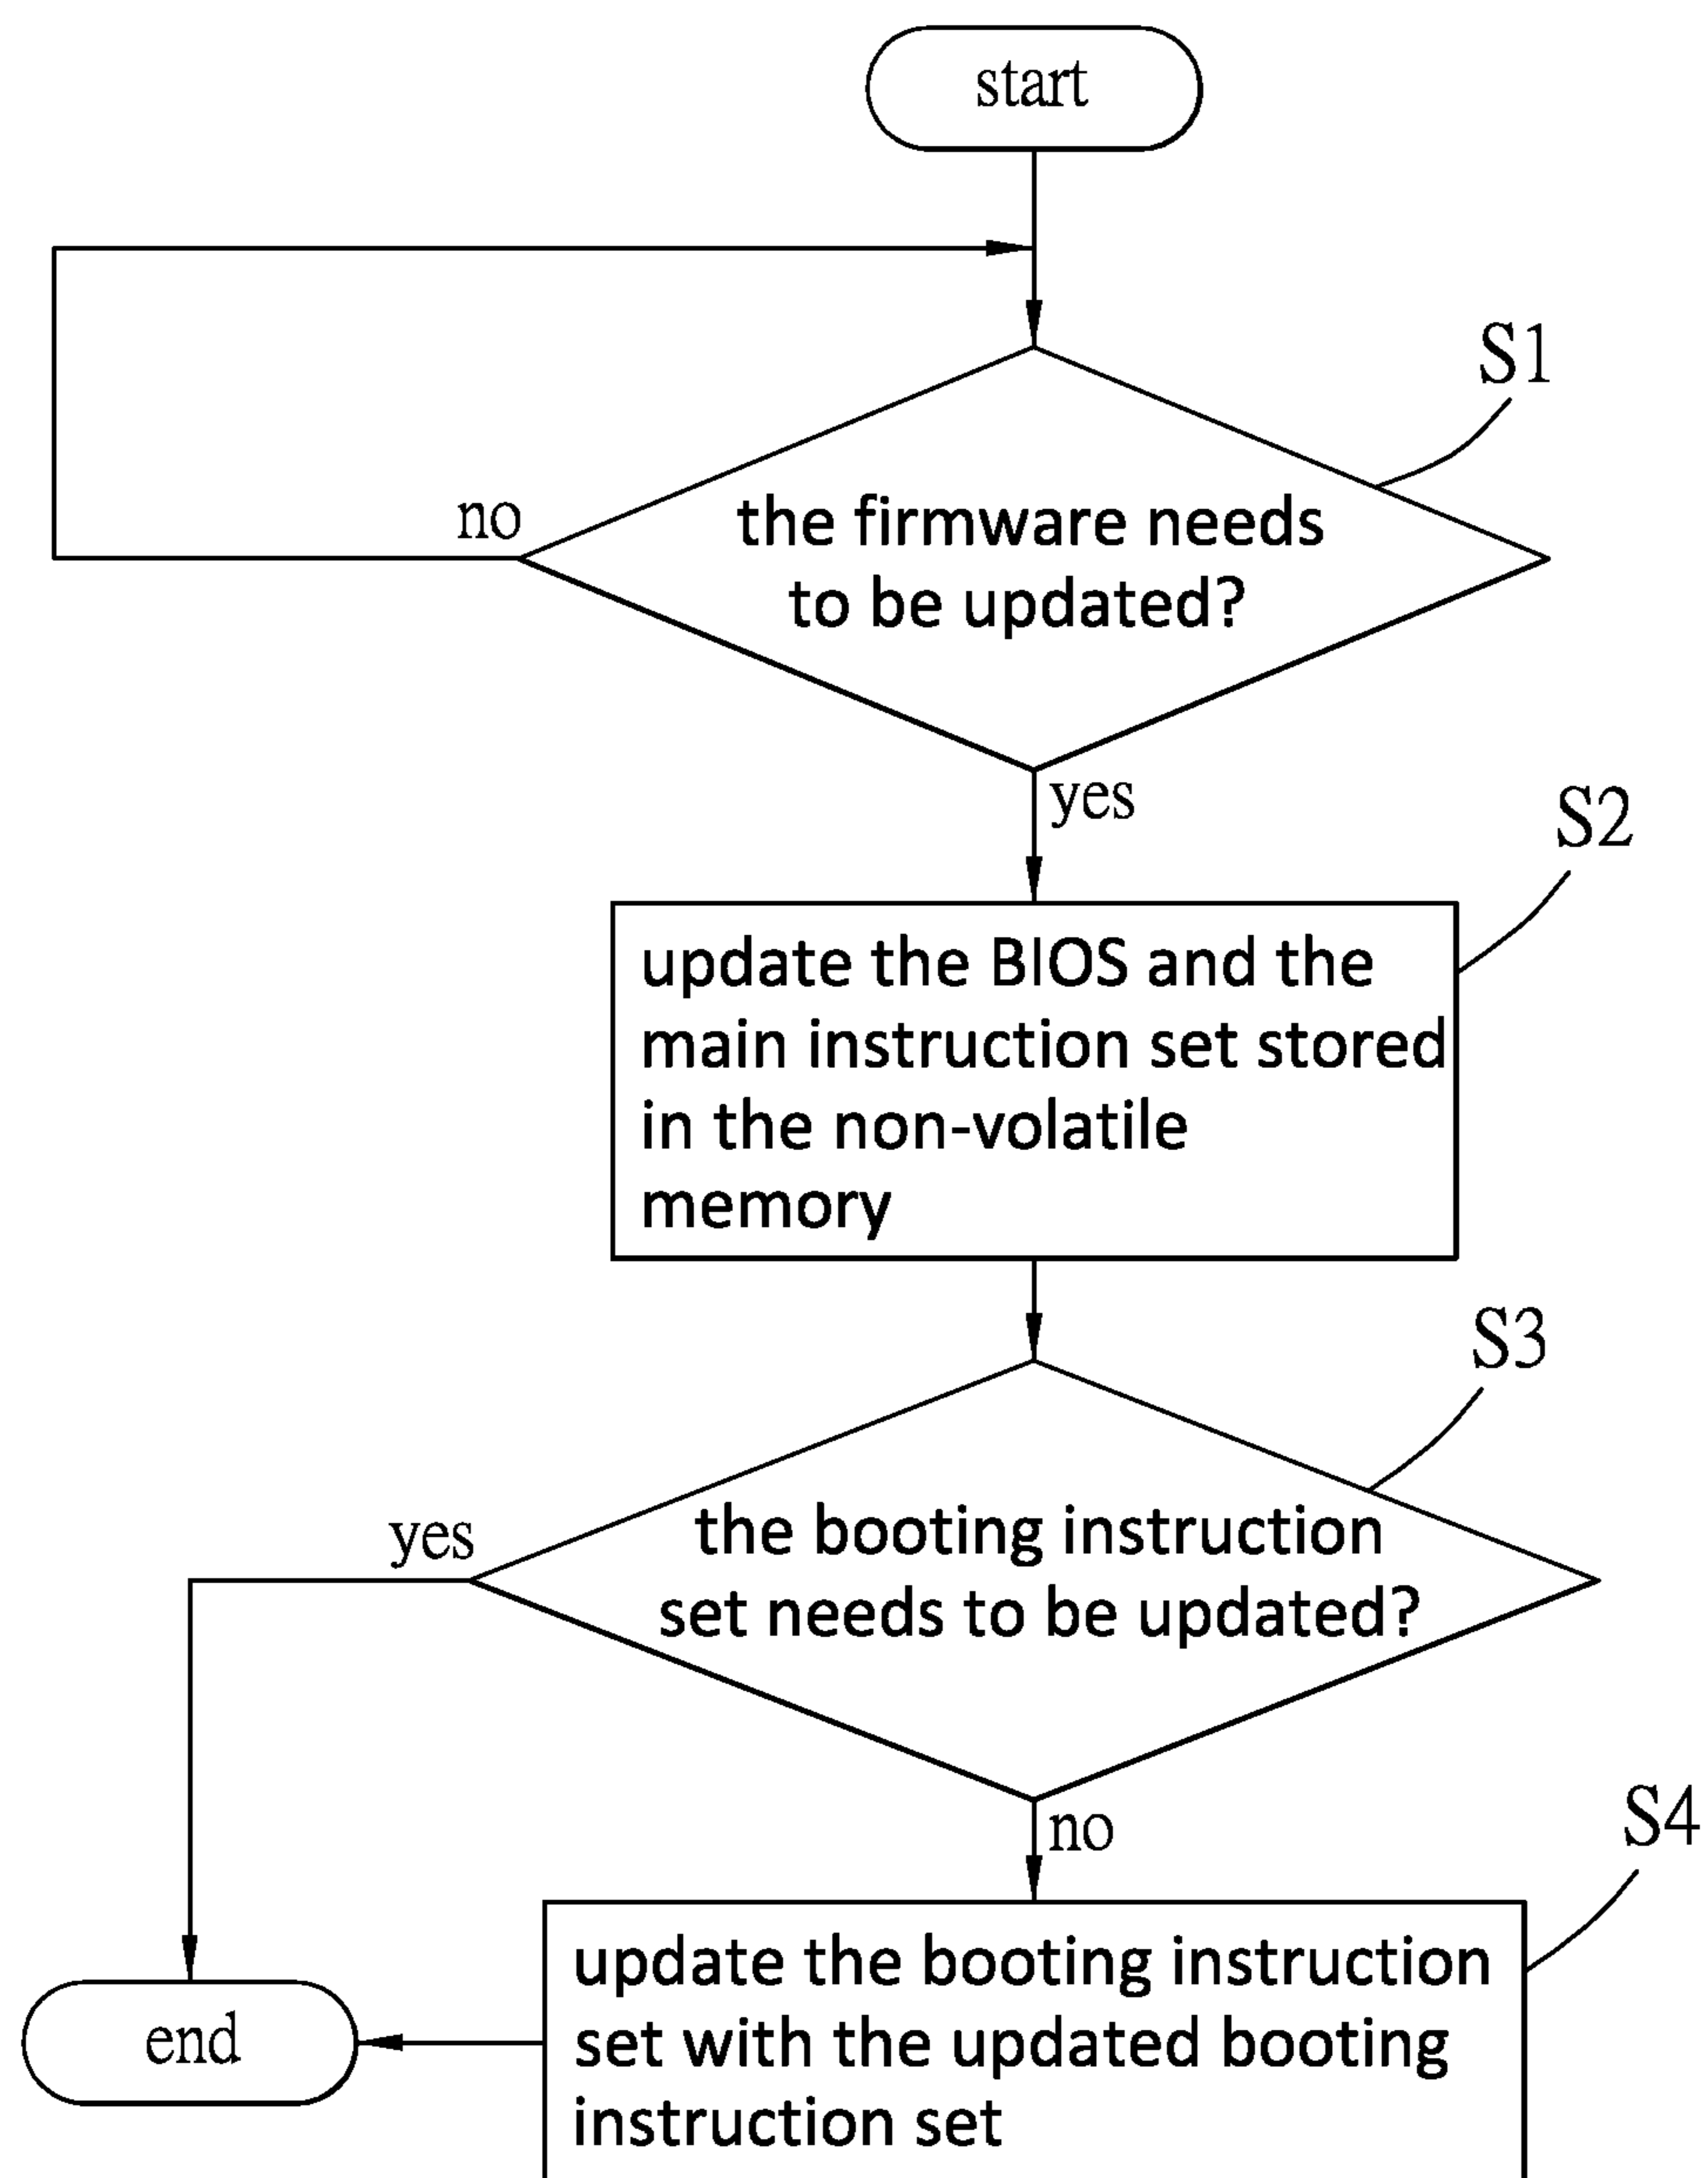 start
S1
no
the firmware needs
to be updated?
yes
S2
update the BIOS and the
main instruction set stored
in the non-volatile
memory
S3
yes
the booting instruction
set needs to be updated?
no
S4
end
update the booting instruction
set with the updated booting
instruction set